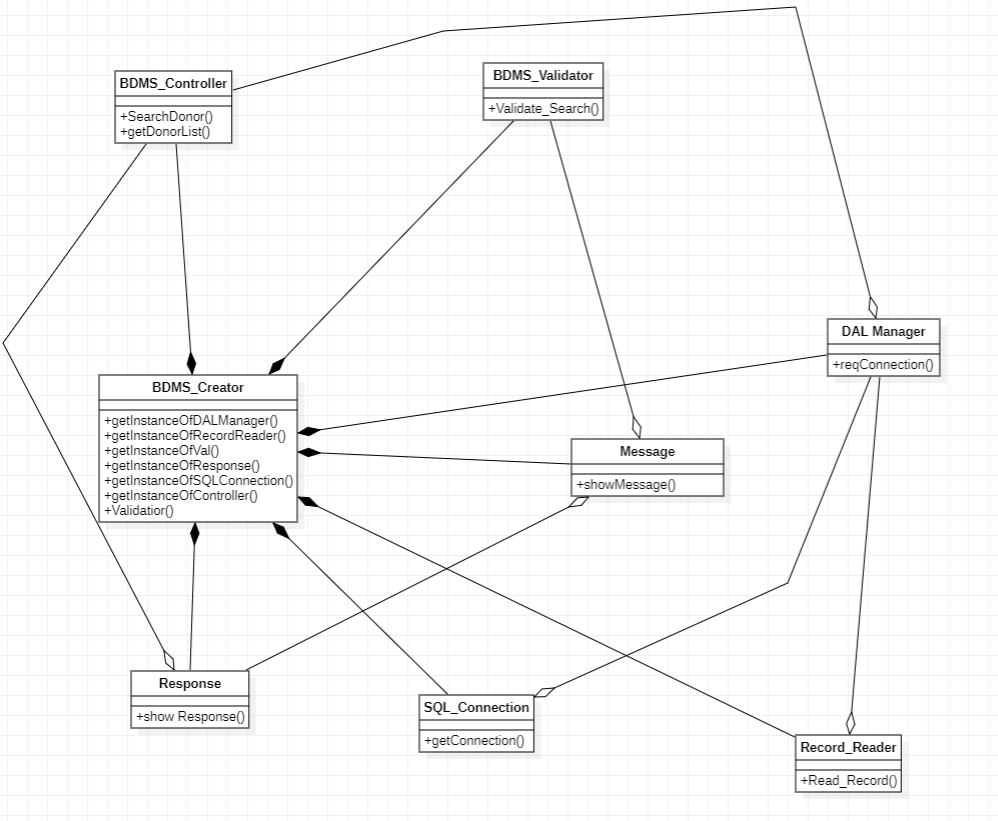 BDMS_Controller
+SearchDonor()
+getDonorList()
BDMS_Validator
+Validate_Search()
DAL Manager
+reqConnection()
BDMS_Creator
+getInstanceOfDALManager()
+getInstanceOfRecordReader()
+getInstanceOfVal()
+getInstanceOfResponse()
+getInstanceOfSQLConnection()
+getInstanceOfController()
+Validatior()
Message
+showMessage()
Response
+show Response()
SQL_Connection
+getConnection()
Record_Reader
+Read_Record()